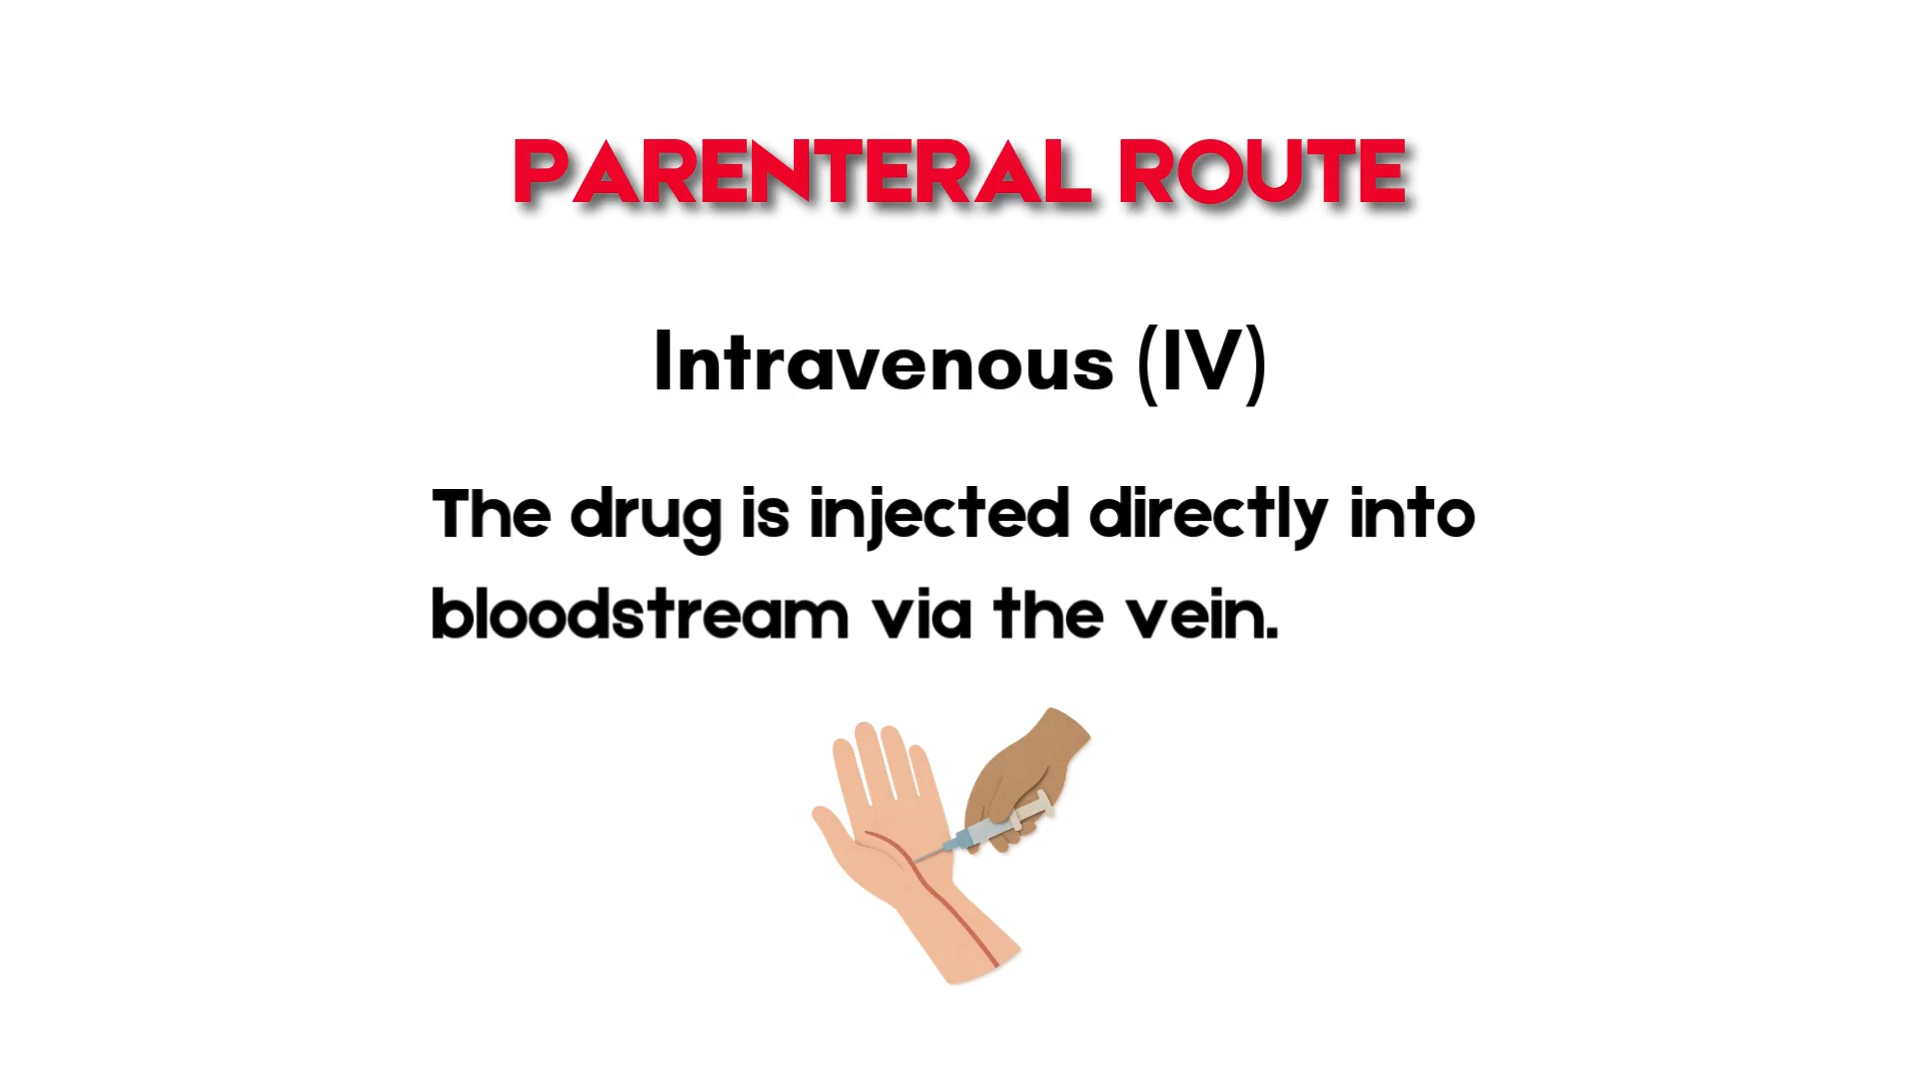 PARENTERAL ROUTE
Intravenous (IV)
The drug is injected directly into
bloodstream via the vein.